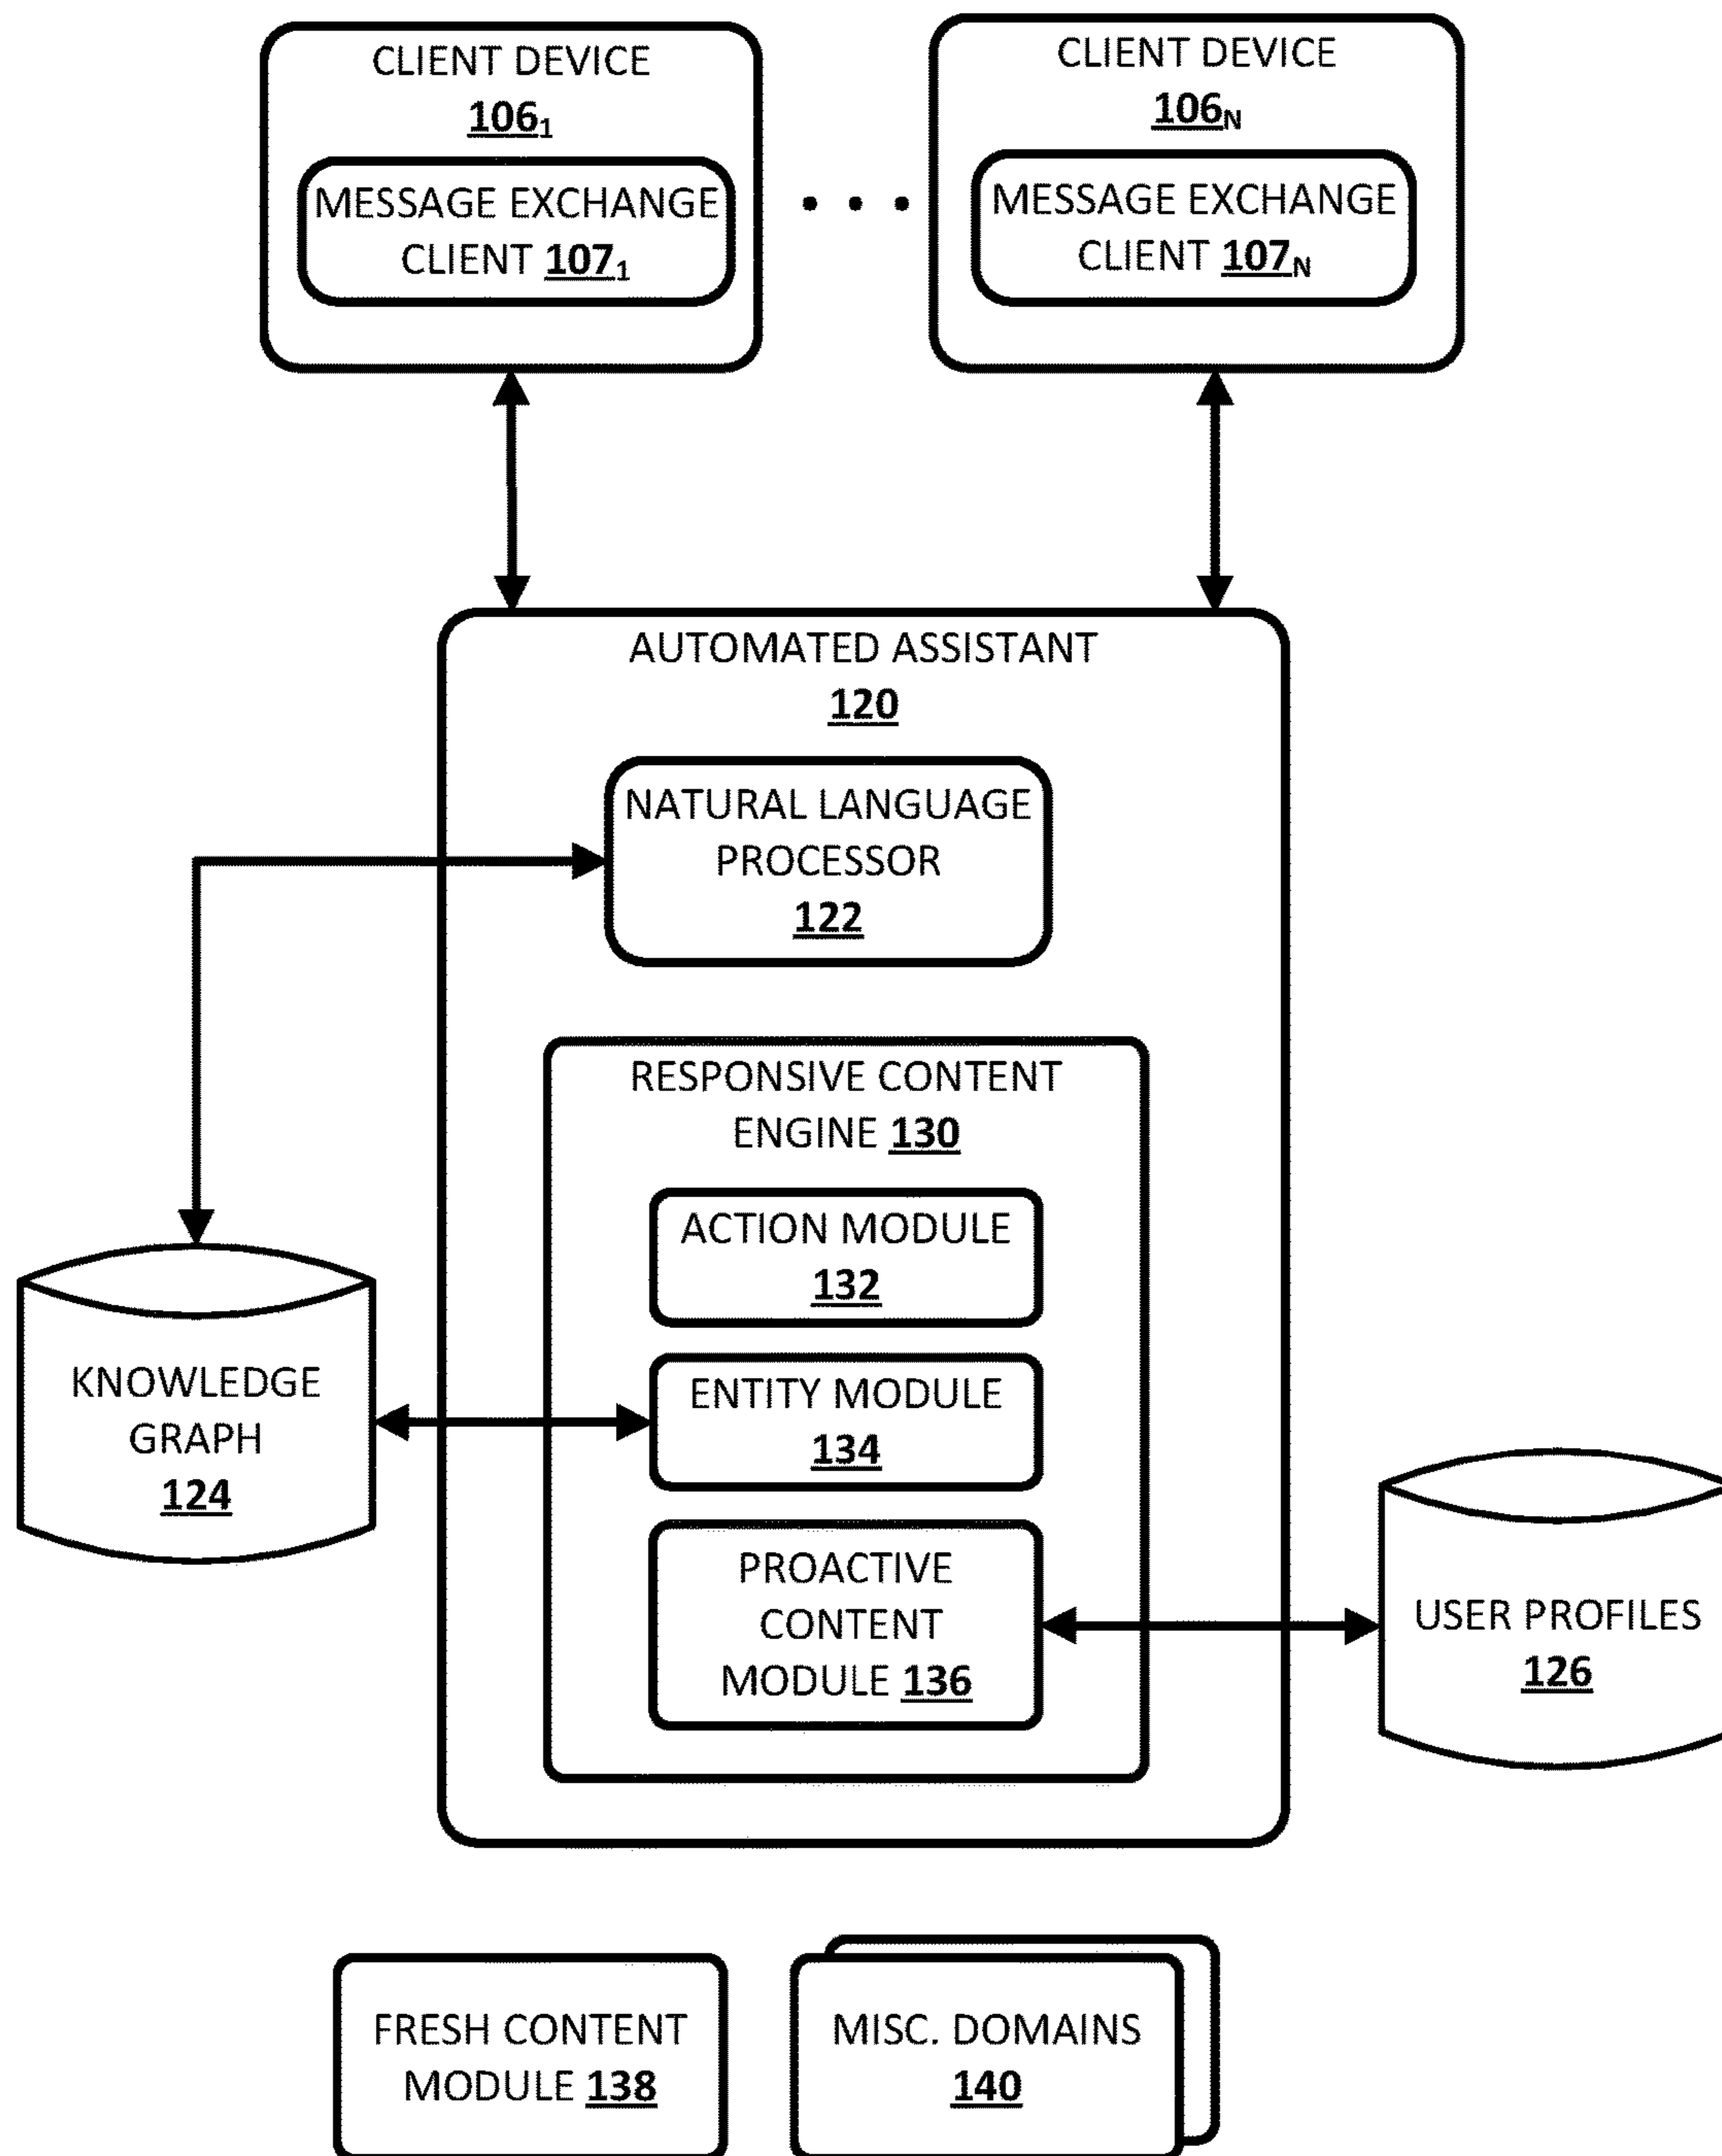 CLIENT DEVICE
106₁
MESSAGE EXCHANGE
CLIENT 107₁
. . .
CLIENT DEVICE
106N
MESSAGE EXCHANGE
CLIENT 107N
AUTOMATED ASSISTANT
120
NATURAL LANGUAGE
PROCESSOR
122
RESPONSIVE CONTENT
ENGINE 130
ACTION MODULE
132
ENTITY MODULE
134
PROACTIVE
CONTENT
MODULE 136
KNOWLEDGE
GRAPH
124
USER PROFILES
126
FRESH CONTENT
MODULE 138
MISC. DOMAINS
140